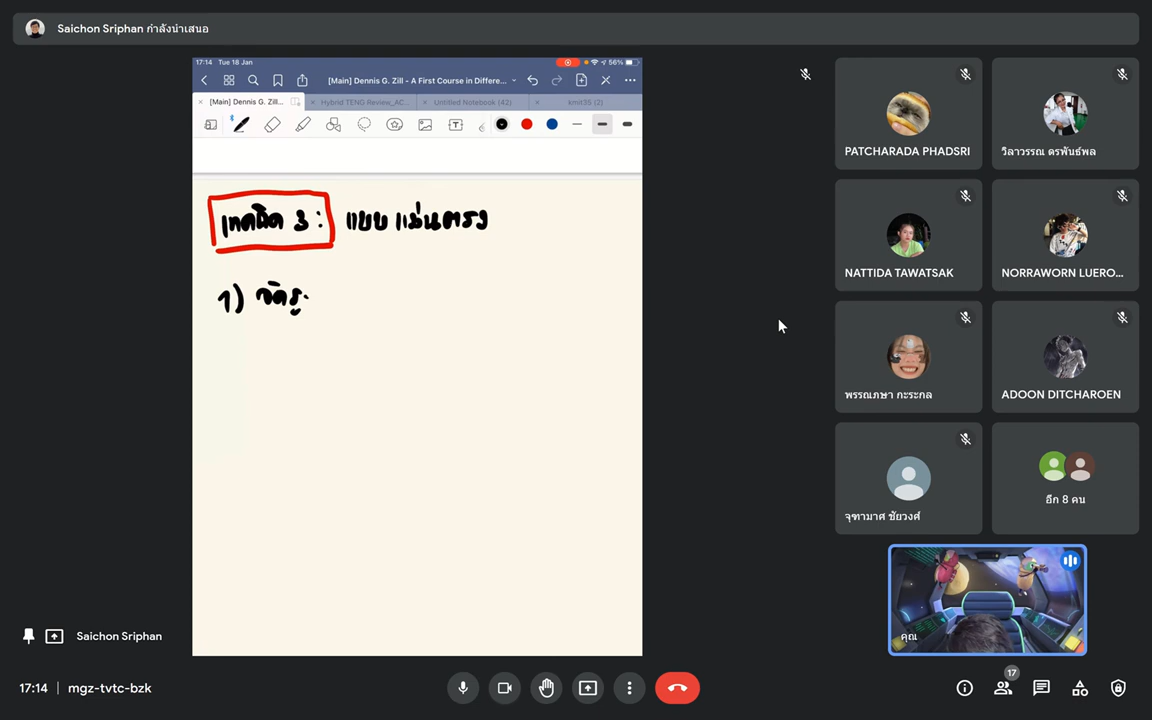 Saichon Sriphan กำลังนำเสนอ
17:14 Tue 18 Jan
56%
[Main] Dennis G. Zill - A First Course in Differe...
[Main] Dennis G. Zill...
Hybrid TENG Review_AC...
Untitled Notebook (42)
kmit35 (2)
เทคนิค 3 : แบบ แม่นตรง
1) จัดรู
PATCHARADA PHADSRI
วิลาวรรณ ตรพันธ์พล
NATTIDA TAWATSAK
NORRAWORN LUERO...
พรรณภษา กะระกล
ADOON DITCHAROEN
จุฑามาศ ชัยวงศ์
อีก 8 คน
คุณ
Saichon Sriphan
17:14 | mgz-tvtc-bzk
17